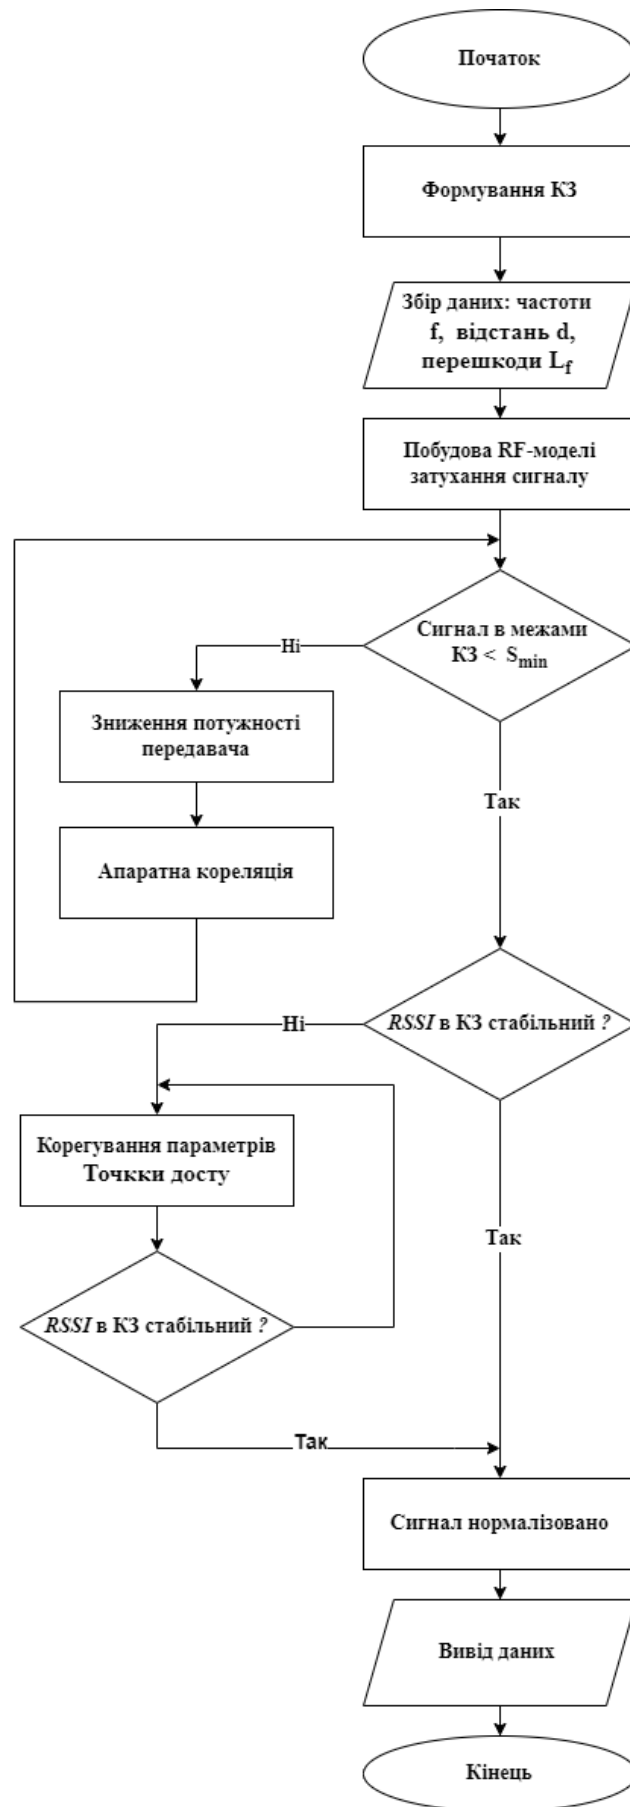 Початок
Формування КЗ
Збір даних: частоти
f, відстань d,
перешкоди L_f
Побудова RF-моделі
затухання сигналу
Сигнал в межами
КЗ < S_min
Ні
Зниження потужності
передавача
Так
Апаратна кореляція
RSSI в КЗ стабільний ?
Ні
Корегування параметрів
Точкки досту
Так
RSSI в КЗ стабільний ?
Так
Сигнал нормалізовано
Вивід даних
Кінець